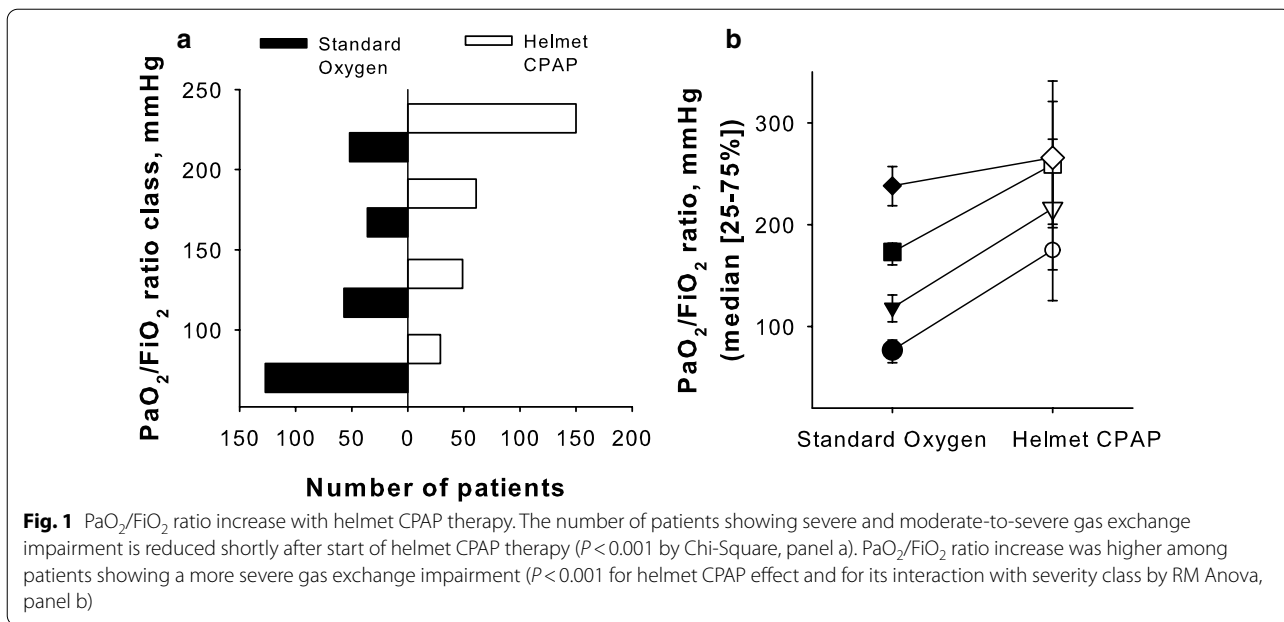 a
Standard
Oxygen
Helmet
CPAP
PaO2/FiO2 ratio class, mmHg
250
200
150
100
150 100 50 0 50 100 150 200
Number of patients
b
PaO2/FiO2 ratio, mmHg
(median [25-75%])
300
200
100
Standard Oxygen Helmet CPAP
Fig. 1 PaO2/FiO2 ratio increase with helmet CPAP therapy. The number of patients showing severe and moderate-to-severe gas exchange
impairment is reduced shortly after start of helmet CPAP therapy (P < 0.001 by Chi-Square, panel a). PaO2/FiO2 ratio increase was higher among
patients showing a more severe gas exchange impairment (P < 0.001 for helmet CPAP effect and for its interaction with severity class by RM Anova,
panel b)